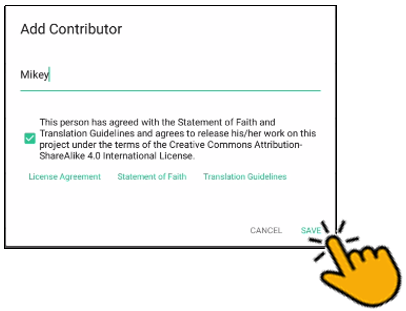 Add Contributor
Mikey
This person has agreed with the Statement of Faith and
Translation Guidelines and agrees to release his/her work on this
project under the terms of the Creative Commons Attribution-
ShareAlike 4.0 International License.
License Agreement Statement of Faith Translation Guidelines
CANCEL SAVE